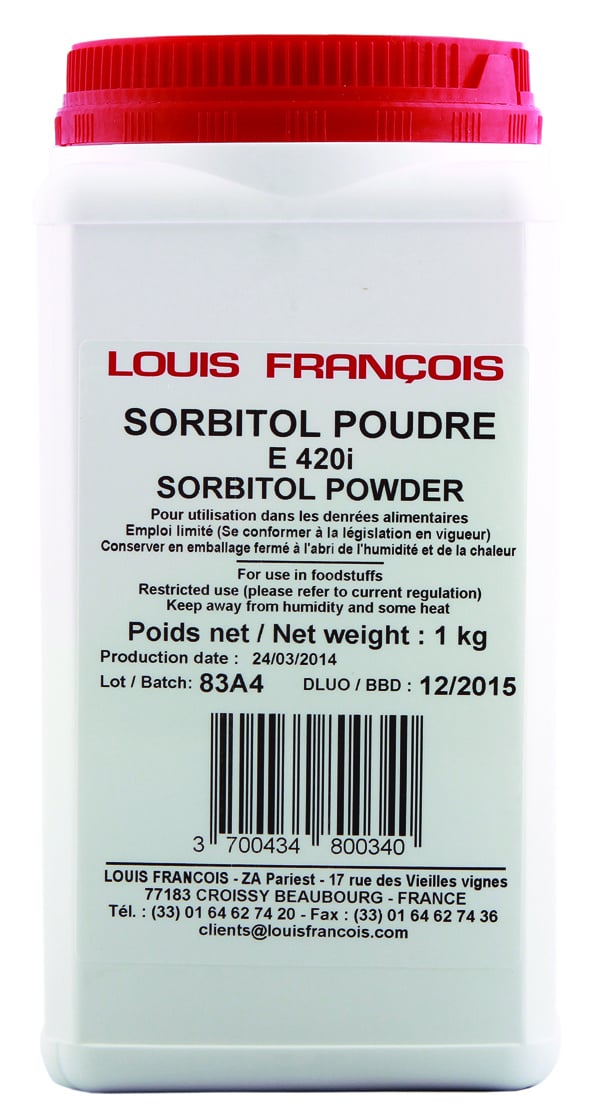 LOUIS FRANÇOIS
SORBITOL POUDRE
E 420i
SORBITOL POWDER
Pour utilisation dans les denrées alimentaires
Emploi limité (Se conformer à la législation en vigueur)
Conserver en emballage fermé à l'abri de l'humidité et de la chaleur
For use in foodstuffs
Restricted use (please refer to current regulation)
Keep away from humidity and some heat
Poids net / Net weight : 1 kg
Production date : 24/03/2014
Lot / Batch: 83A4 DLUO / BBD : 12/2015
3 700434 800340
LOUIS FRANCOIS - ZA Pariest - 17 rue des Vieilles vignes
77183 CROISSY BEAUBOURG - FRANCE
Tél. : (33) 01 64 62 74 20 - Fax : (33) 01 64 62 74 36
clients@louisfrancois.com